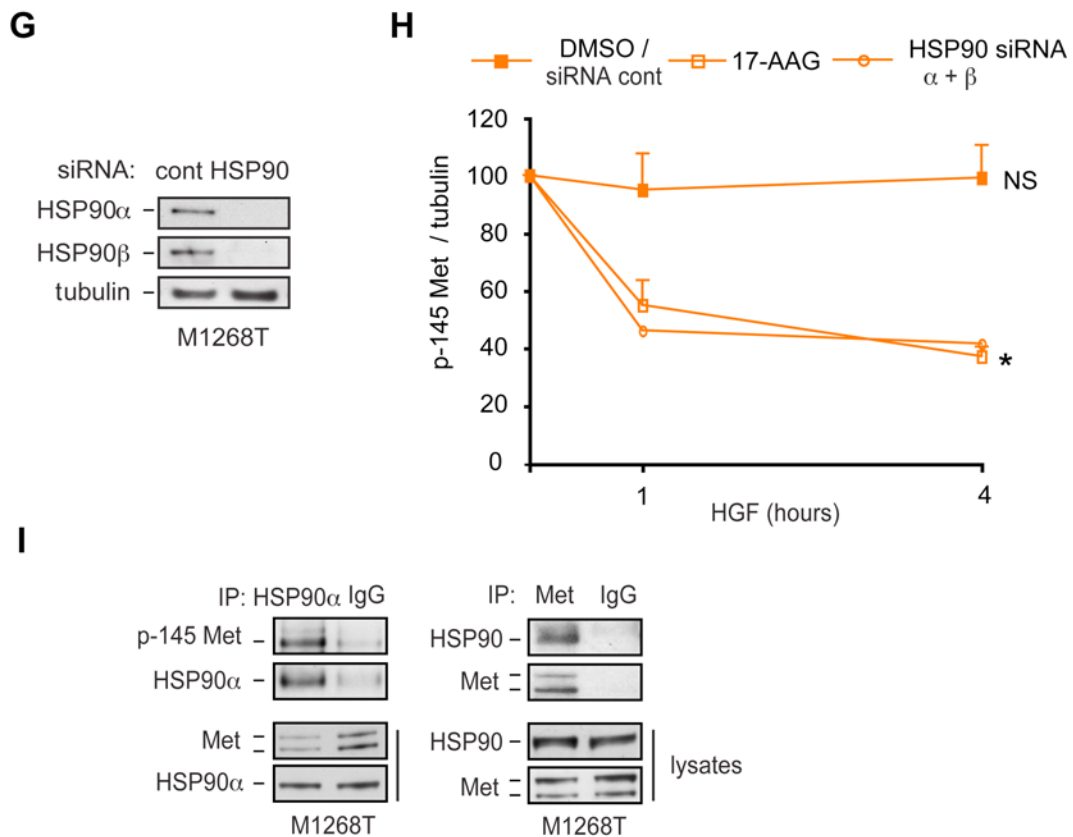 G
siRNA: cont HSP90
HSP90α –
HSP90β –
tubulin –
M1268T
H
DMSO / siRNA cont
17-AAG
HSP90 siRNA α + β
120
100
80
60
40
20
0
p-145 Met / tubulin
NS
*
1
4
HGF (hours)
I
IP: HSP90α IgG
p-145 Met –
HSP90α –
Met
HSP90α –
M1268T
IP: Met IgG
HSP90 –
Met
HSP90 –
Met
lysates
M1268T